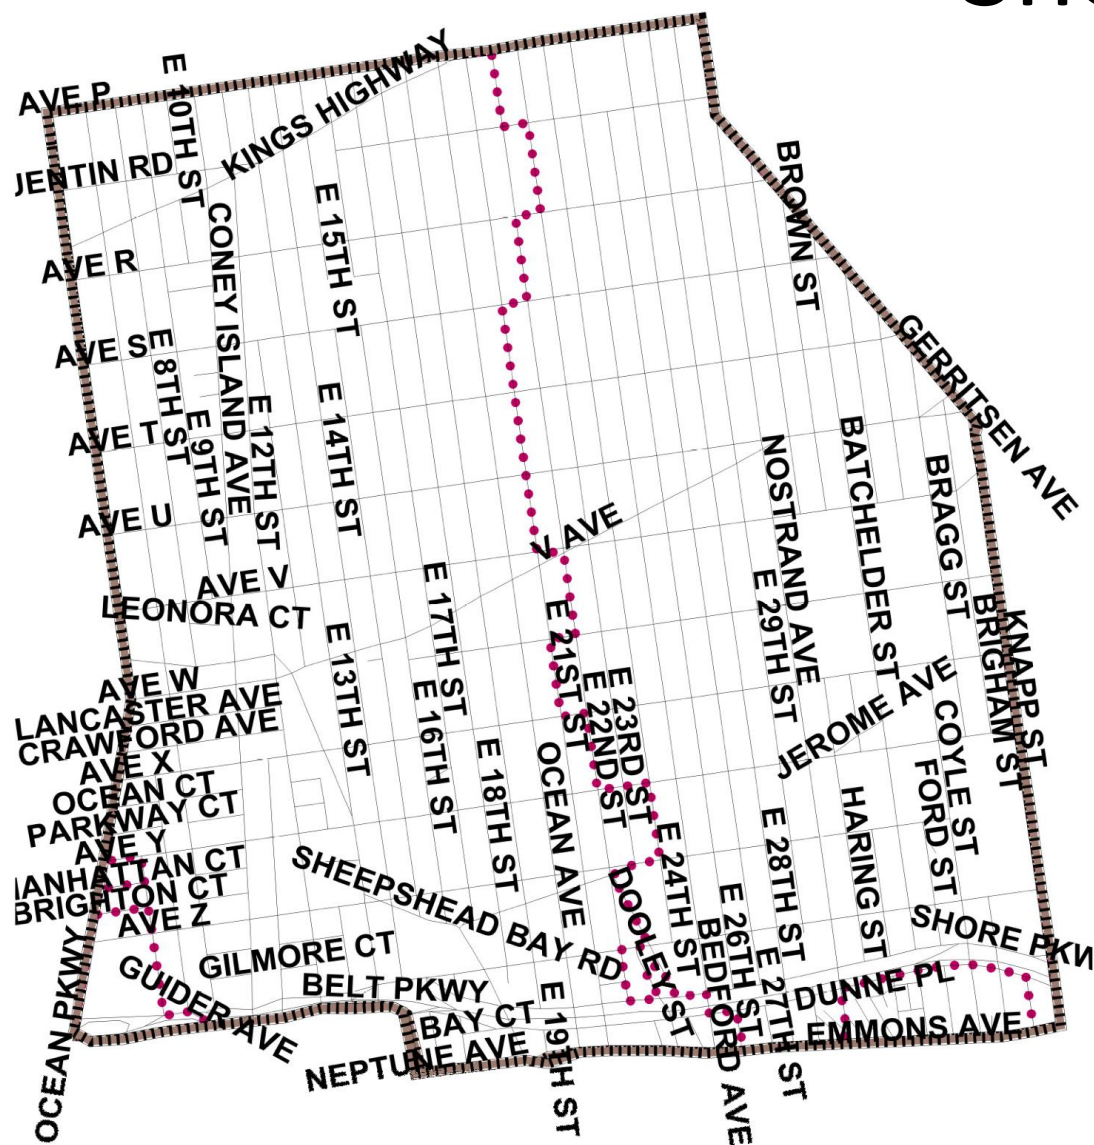 AVE P
E 10TH ST
KINGS HIGHWAY
UENTIN RD
BROWN ST
E 15TH ST
CONEY ISLAND AVE
AVE R
AVE S
E 8TH ST
GERRITSEN AVE
AVE T
E 9TH ST
E 12TH ST
E 14TH ST
NOSTRAND AVE
BATCHELDER ST
BRAGG ST
AVE U
V AVE
AVE V
LEONORA CT
E 17TH ST
E 21ST ST
E 29TH ST
BRIGHAM ST
KNAPP ST
E 13TH ST
AVE W
LANCASTER AVE
CRAWFORD AVE
E 16TH ST
E 22ND ST
E 23RD ST
JEROME AVE
COYLE ST
AVE X
OCEAN CT
PARKWAY CT
E 18TH ST
OCEAN AVE
FORD ST
AVE Y
MANHATTAN CT
BRIGHTON CT
AVE Z
HARING ST
E 28TH ST
E 24TH ST
SHEEPSHEAD BAY RD
DOOLEY ST
E 26TH ST
BEDFORD AVE
E 27TH ST
SHORE PKW
GILMORE CT
GUIDER AVE
BELT PKWY
DUNNE PL
OCEAN PKWY
BAY CT
E 19TH ST
EMMONS AVE
NEPTUNE AVE